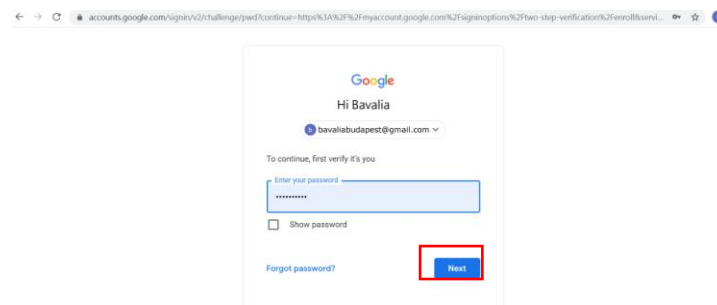 accounts.google.com/signin/v2/challenge/pwd?continue=https%3A%2F%2Fmyaccount.google.com%2Fsigninoptions%2Ftwo-step-verification%2Fenroll&servi...
Google
Hi Bavalia
b bavaliabudapest@gmail.com
To continue, first verify it's you
Enter your password
••••••••••
Show password
Forgot password? Next